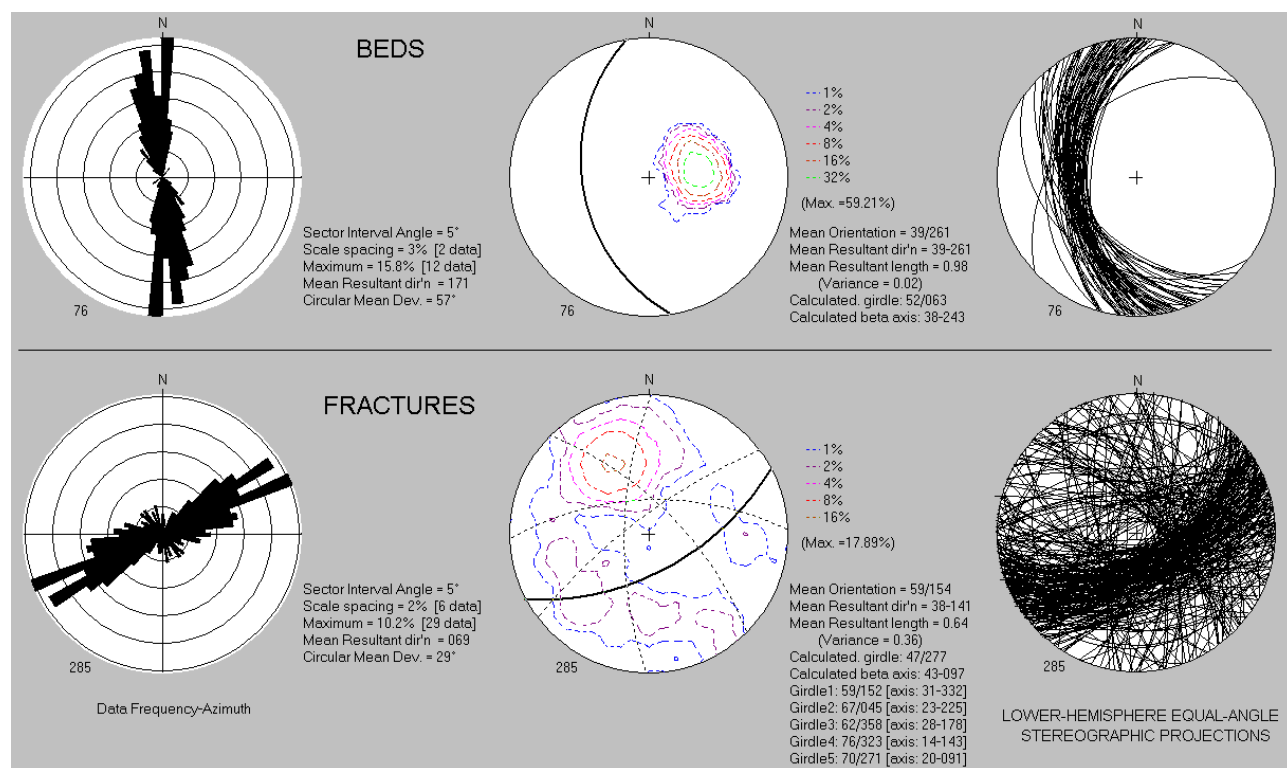 N
BEDS
Sector Interval Angle = 5°
Scale spacing = 3% [2 data]
Maximum = 15.8% [12 data]
Mean Resultant dir'n = 171
Circular Mean Dev. = 57°
76
N
1%
2%
4%
8%
16%
32%
(Max. =59.21%)
Mean Orientation = 39/261
Mean Resultant dir'n = 39-261
Mean Resultant length = 0.98
(Variance = 0.02)
Calculated. girdle: 52/063
Calculated beta axis: 38-243
76
N
76
N
FRACTURES
Sector Interval Angle = 5°
Scale spacing = 2% [6 data]
Maximum = 10.2% [29 data]
Mean Resultant dir'n = 069
Circular Mean Dev. = 29°
285
Data Frequency-Azimuth
N
1%
2%
4%
8%
16%
(Max. =17.89%)
Mean Orientation = 59/154
Mean Resultant dir'n = 38-141
Mean Resultant length = 0.64
(Variance = 0.36)
Calculated. girdle: 47/277
Calculated beta axis: 43-097
Girdle1: 59/152 [axis: 31-332]
Girdle2: 67/045 [axis: 23-225]
Girdle3: 62/358 [axis: 28-178]
Girdle4: 76/323 [axis: 14-143]
Girdle5: 70/271 [axis: 20-091]
285
N
285
LOWER-HEMISPHERE EQUAL-ANGLE
STEREOGRAPHIC PROJECTIONS